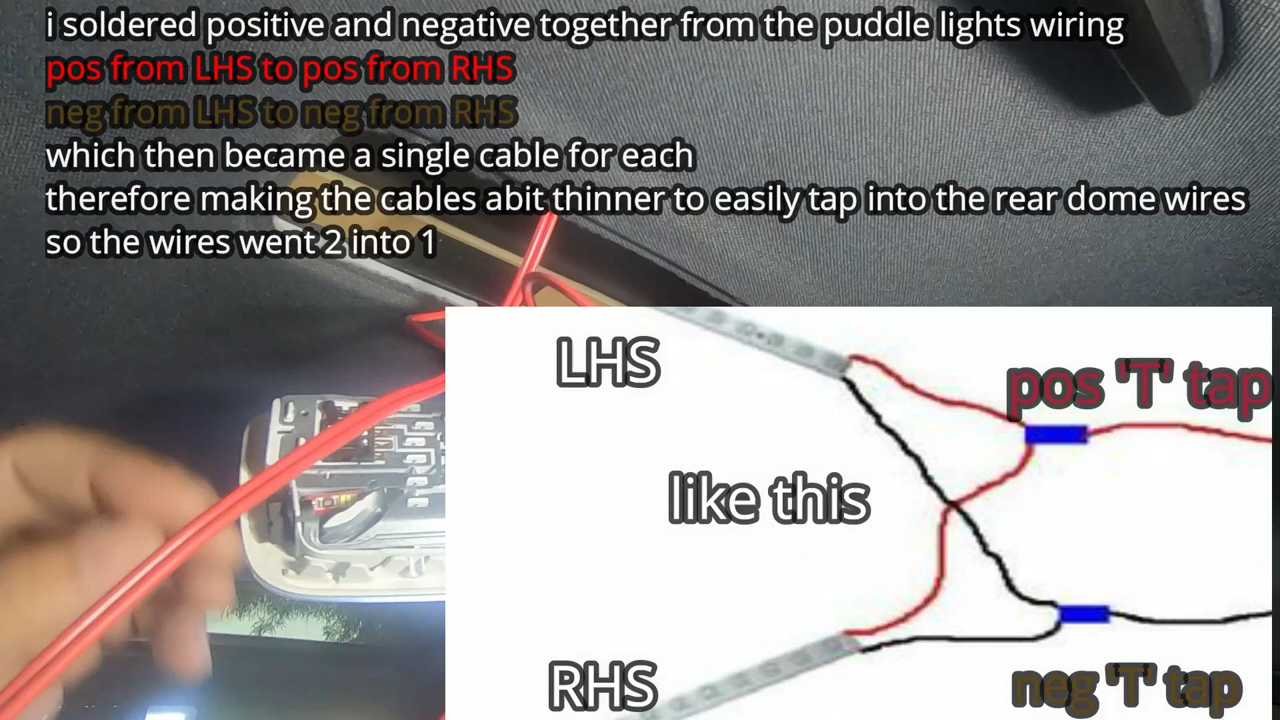 i soldered positive and negative together from the puddle lights wiring
pos from LHS to pos from RHS
neg from LHS to neg from RHS
which then became a single cable for each
therefore making the cables abit thinner to easily tap into the rear dome wires
so the wires went 2 into 1
LHS
pos 'T' tap
like this
RHS
neg 'T' tap